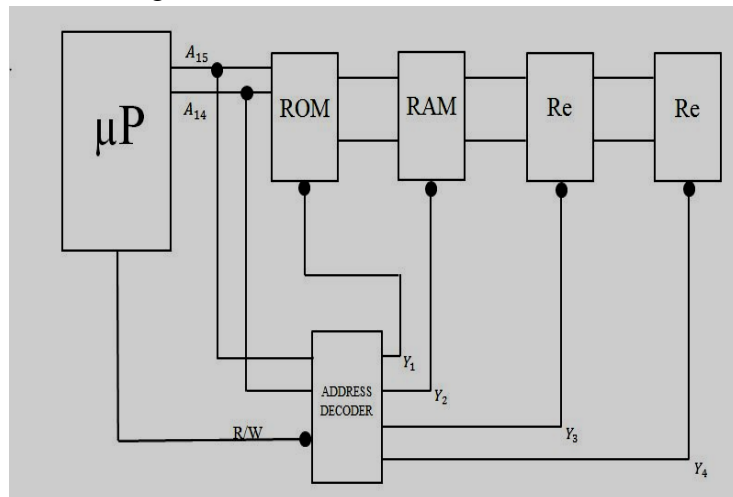 A₁₅
A₁₄
μP
ROM
RAM
Re
Re
Y₁
ADDRESS
DECODER
Y₂
R/W
Y₃
Y₄